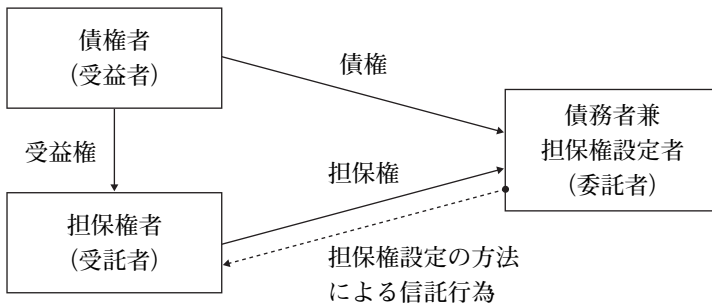 債権者
（受益者）
債権
債務者兼
担保権設定者
（委託者）
受益権
担保権
担保権者
（受託者）
担保権設定の方法
による信託行為